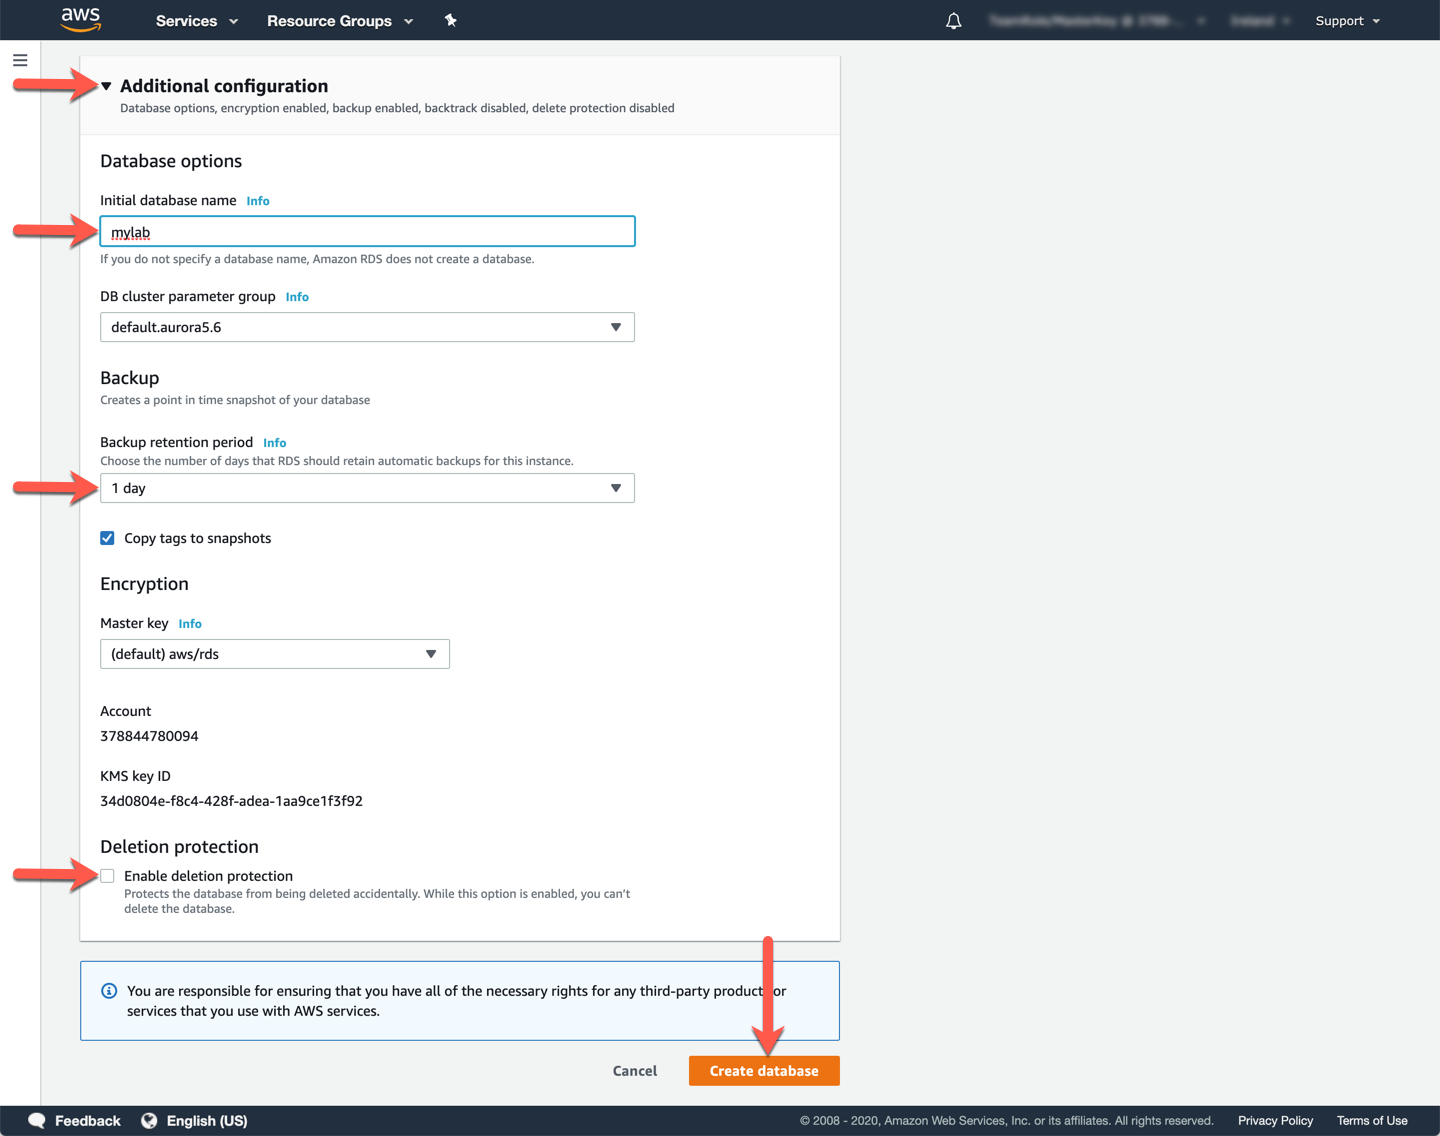 aws Services Resource Groups Support
Additional configuration
Database options, encryption enabled, backup enabled, backtrack disabled, delete protection disabled
Database options
Initial database name Info
mylab
If you do not specify a database name, Amazon RDS does not create a database.
DB cluster parameter group Info
default.aurora5.6
Backup
Creates a point in time snapshot of your database
Backup retention period Info
Choose the number of days that RDS should retain automatic backups for this instance.
1 day
Copy tags to snapshots
Encryption
Master key Info
(default) aws/rds
Account
378844780094
KMS key ID
34d0804e-f8c4-428f-adea-1aa9ce1f3f92
Deletion protection
Enable deletion protection
Protects the database from being deleted accidentally. While this option is enabled, you can't
delete the database.
You are responsible for ensuring that you have all of the necessary rights for any third-party product or
services that you use with AWS services.
Cancel Create database
Feedback English (US) © 2008 - 2020, Amazon Web Services, Inc. or its affiliates. All rights reserved. Privacy Policy Terms of Use